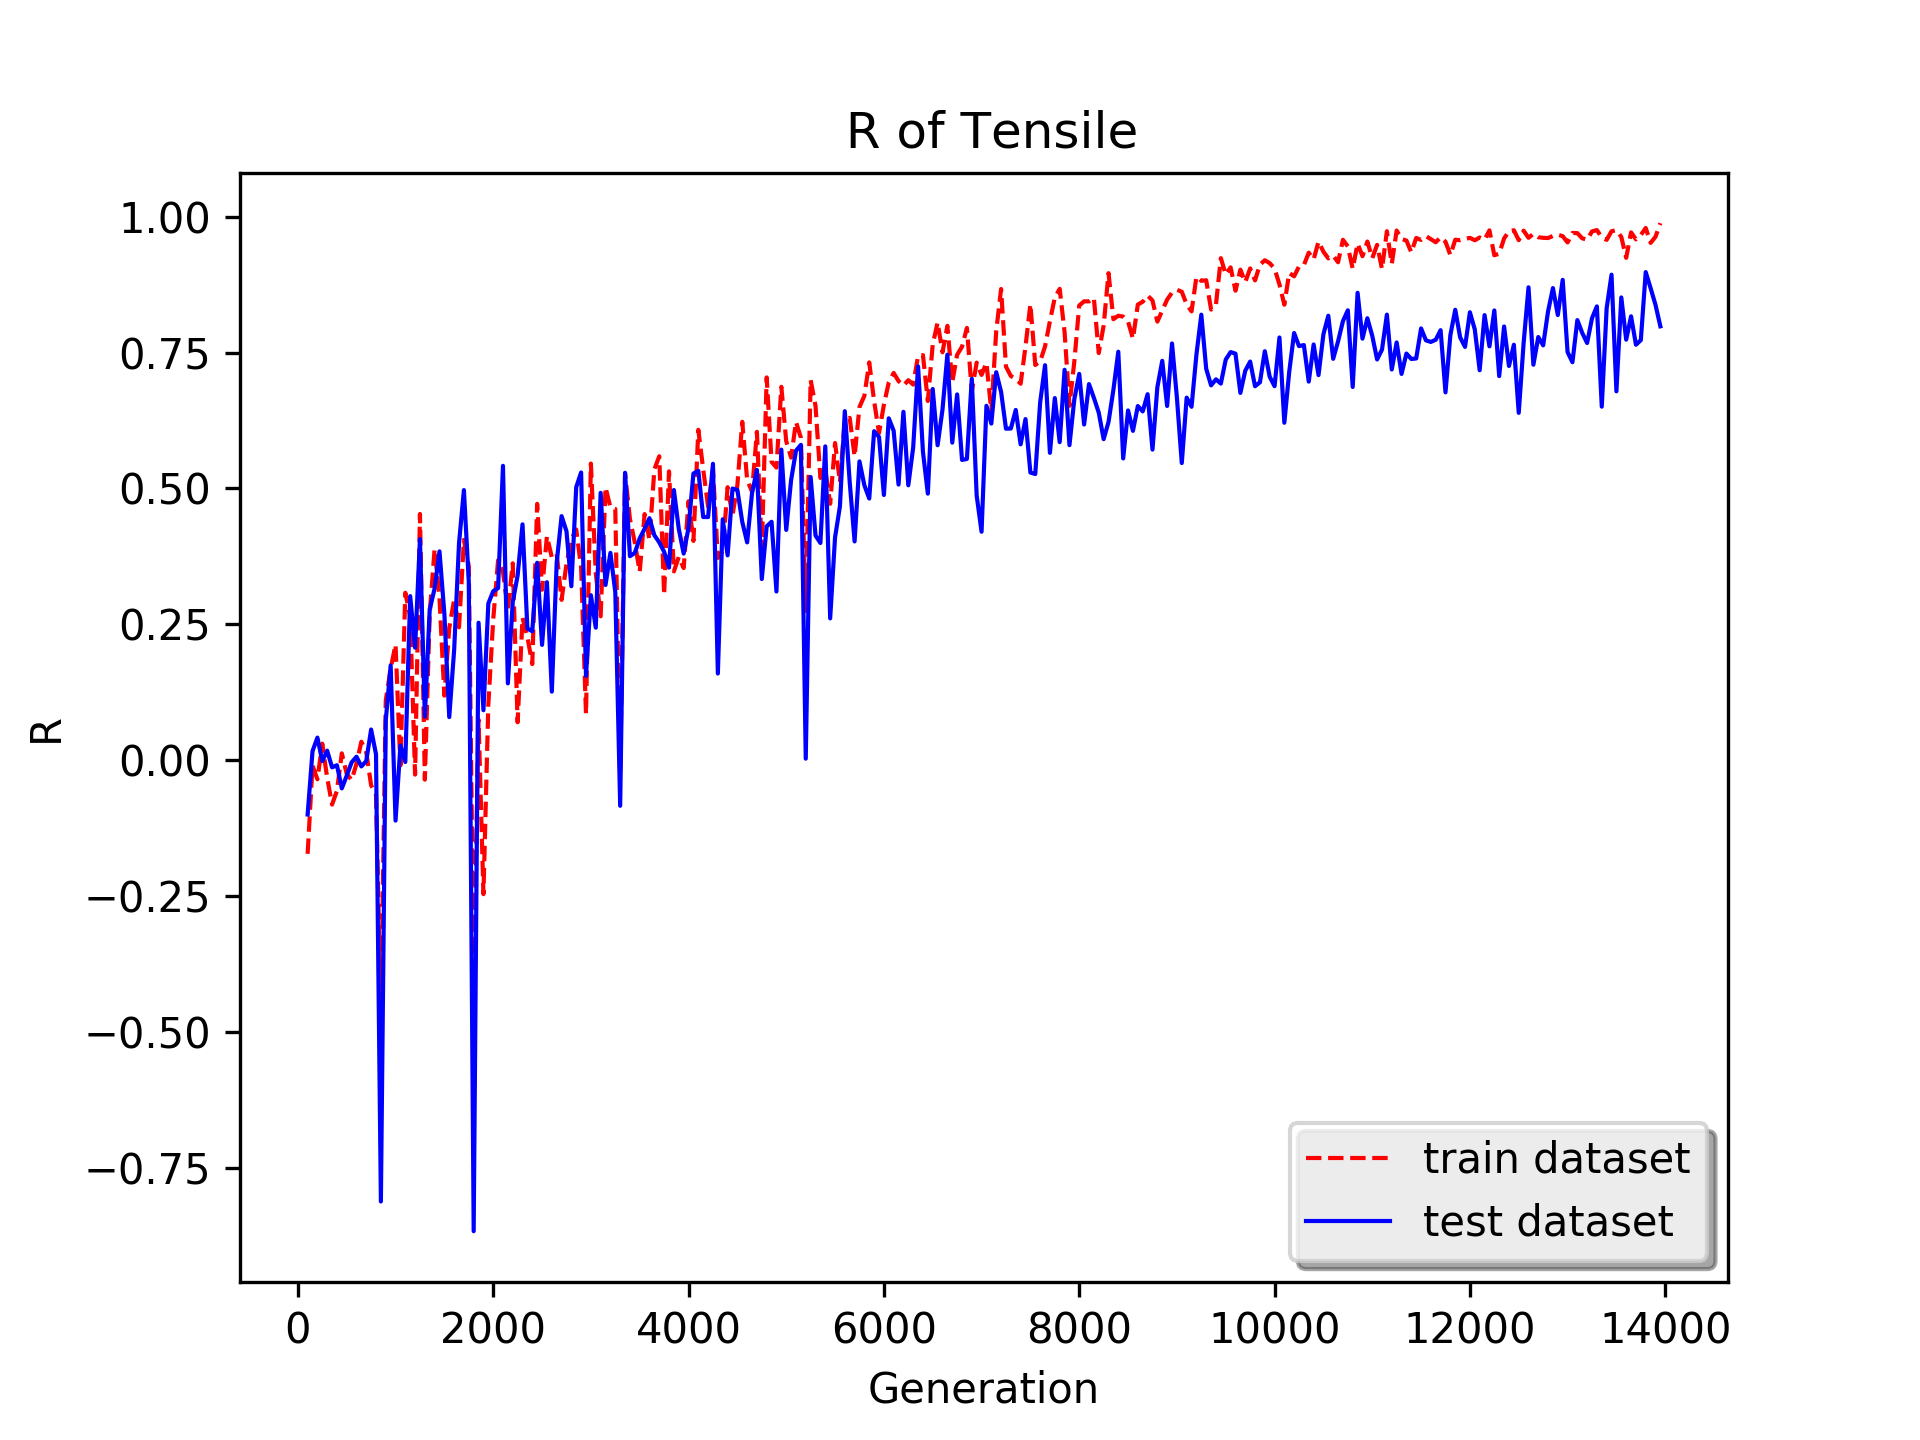 R of Tensile
1.00
0.75
0.50
0.25
0.00
−0.25
−0.50
−0.75
R
0 2000 4000 6000 8000 10000 12000 14000
Generation
train dataset
test dataset